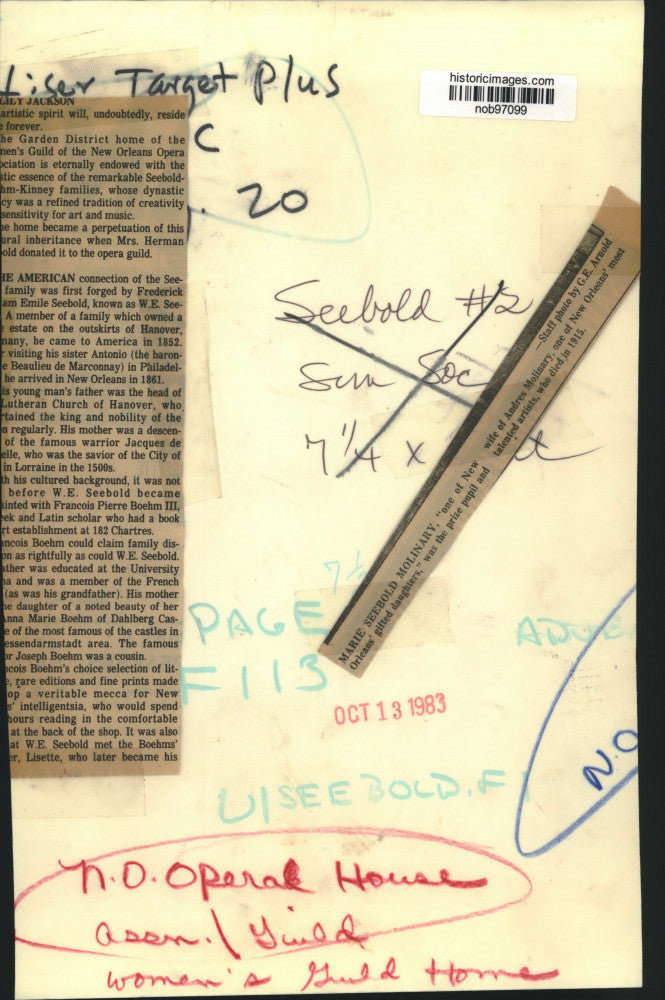 Liser Target Plus
C
20
historicimages.com
nob97099
LILY JACKSON
artistic spirit will, undoubtedly, reside
forever.
he Garden District home of the
men's Guild of the New Orleans Opera
ociation is eternally endowed with the
stic essence of the remarkable Seebold-
hm-Kinney families, whose dynastic
cy was a refined tradition of creativity
sensitivity for art and music.
e home became a perpetuation of this
ural inheritance when Mrs. Herman
old donated it to the opera guild.
HE AMERICAN connection of the See-
family was first forged by Frederick
am Emile Seebold, known as W.E. See-
A member of a family which owned a
estate on the outskirts of Hanover,
many, he came to America in 1852.
r visiting his sister Antonio (the baron-
e Beaulieu de Marconnay) in Philadel-
he arrived in New Orleans in 1861.
is young man's father was the head of
Lutheran Church of Hanover, who
rtained the king and nobility of the
n regularly. His mother was a descen-
of the famous warrior Jacques de
elle, who was the savior of the City of
in Lorraine in the 1500s.
th his cultured background, it was not
before W.E. Seebold became
ainted with Francois Pierre Boehm III,
eek and Latin scholar who had a book
rt establishment at 182 Chartres.
ancois Boehm could claim family dis-
on as rightfully as could W.E. Seebold.
ather was educated at the University
na and was a member of the French
(as was his grandfather). His mother
he daughter of a noted beauty of her
Anna Marie Boehm of Dahlberg Cas-
e of the most famous of the castles in
essendarmstadt area. The famous
or Joseph Boehm was a cousin.
ncois Boehm's choice selection of lit-
e, rare editions and fine prints made
op a veritable mecca for New
s' intelligentsia, who would spend
hours reading in the comfortable
at the back of the shop. It was also
at W.E. Seebold met the Boehms'
er, Lisette, who later became his
Seebold #2
Sun Soc
7 1/4 x
—Staff photo by G.E. Arnold
MARIE SEEBOLD MOLINARY, "one of New
Orleans' gifted daughters," was the prize pupil and
wife of Andres Molinary, one of New Orleans' most
talented artists, who died in 1915.
PAGE
F 113
OCT 13 1983
N.O
U/SEEBOLD.F1
N.O. Opera House
assn./Guild
women's Guild Home